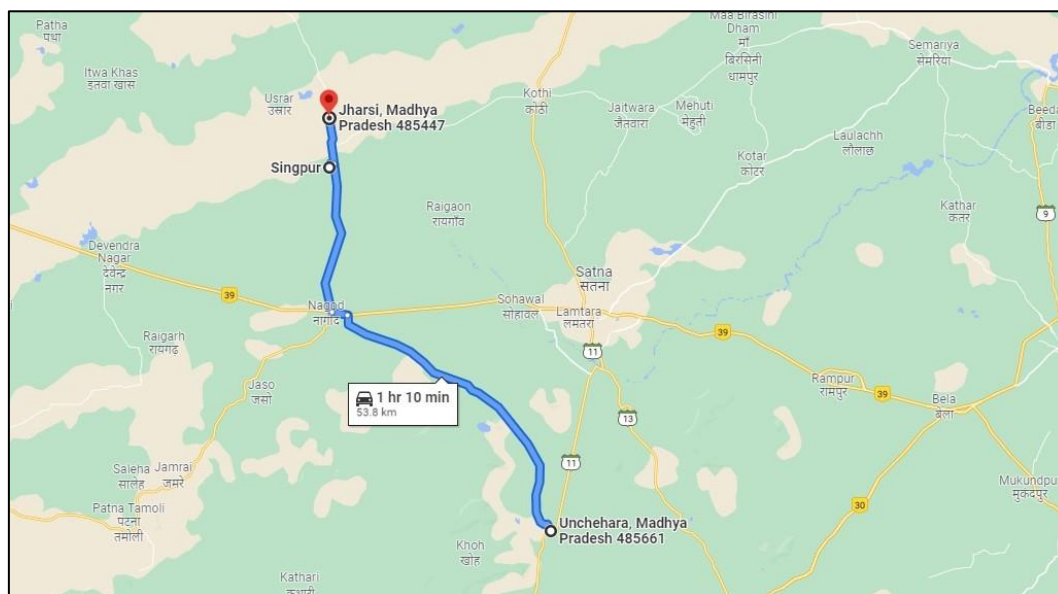 Patha
पथा
Maa Birasini
Dham
माँ
बिरसिनी
धामपुर
Semariya
सेमरिया
Itwa Khas
इतवा खास
Usrar
उसरार
Jharsi, Madhya
Pradesh 485447
Kothi
कोठी
Jaitwara
जैतवारा
Mehuti
मेहुती
Beeda
बीडा
Laulachh
लौलाछ
Singpur
Kotar
कोटर
Raigaon
रायगाँव
Kathar
कतर
9
Devendra
Nagar
देवेन्द्र
नगर
Satna
सतना
39
Nagod
नागोद
Sohawal
सोहावल
Lamtara
लमतरा
39
Raigarh
रायगढ़
11
Jaso
जसो
1 hr 10 min
53.8 km
Rampur
रामपुर
39
Bela
बेला
13
Saleha
सालेह
Jamrai
जमरे
11
Mukundpur
मुकुंदपुर
Patna Tamoli
पटना
तमोली
30
Unchehara, Madhya
Pradesh 485661
Khoh
खोह
Kathari